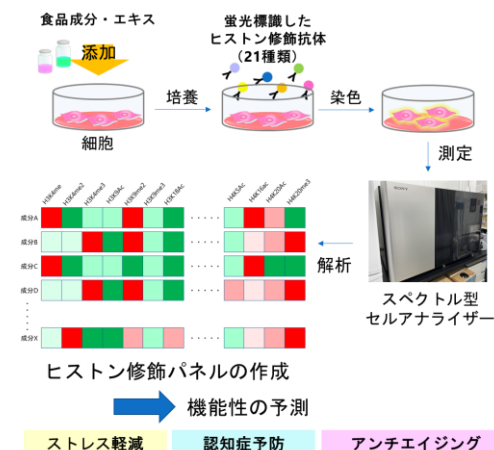 食品成分・エキス
添加
蛍光標識した
ヒストン修飾抗体
(21種類)
培養
染色
細胞
測定
H3K4me
H3K4me2
H3K4me3
H3K9Ac
H3K9me2
H3K9me3
H3K18Ac
H4K5Ac
H4K16ac
H4K20Ac
H4K20me3
成分A
成分B
成分C
成分D
成分X
解析
SONY
スペクトル型
セルアナライザー
ヒストン修飾パネルの作成
機能性の予測
ストレス軽減
認知症予防
アンチエイジング